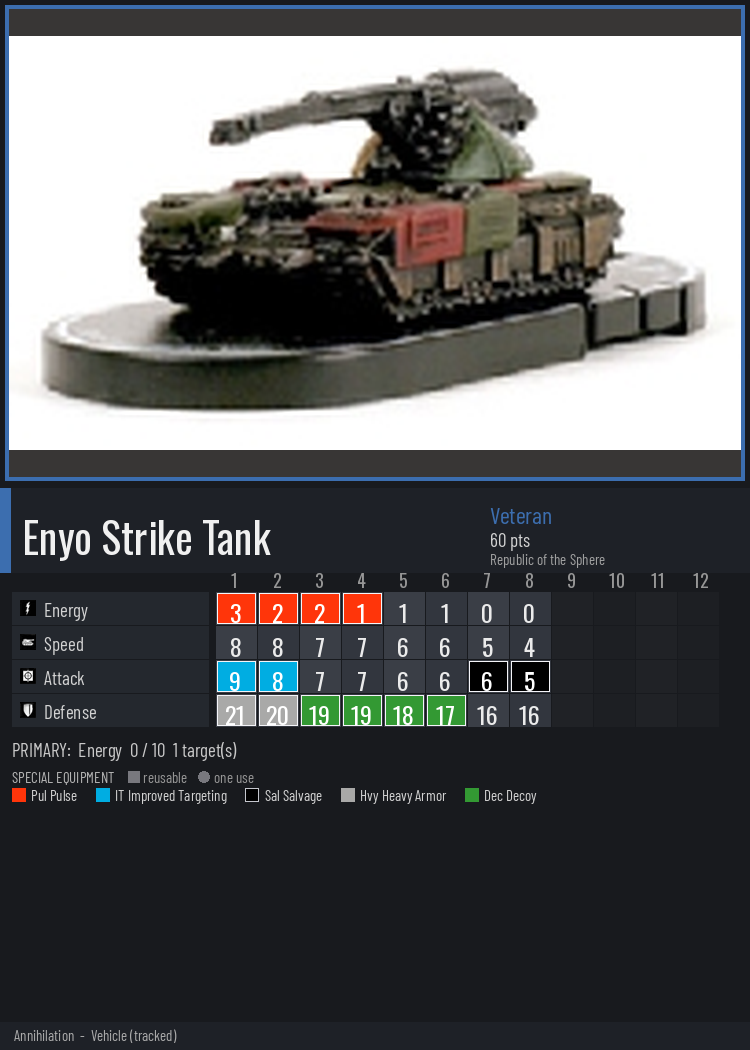 Enyo Strike Tank
Veteran
60 pts
Republic of the Sphere
1 2 3 4 5 6 7 8 9 10 11 12
Energy 3 2 2 1 1 1 0 0
Speed 8 8 7 7 6 6 5 4
Attack 9 8 7 7 6 6 6 5
Defense 21 20 19 19 18 17 16 16
PRIMARY: Energy 0 / 10 1 target(s)
SPECIAL EQUIPMENT reusable one use
Pul Pulse IT Improved Targeting Sal Salvage Hvy Heavy Armor Dec Decoy
Annihilation - Vehicle (tracked)